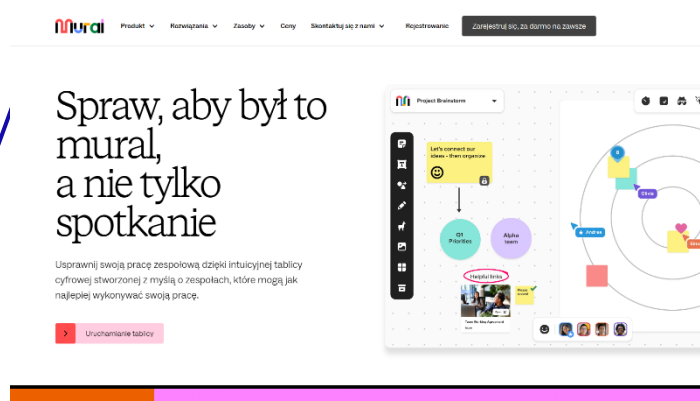 Mural
Produkt
Rozwiązania
Zasoby
Ceny
Skontaktuj się z nami
Rejestrowanie
Zarejestruj się, za darmo na zawsze
Spraw, aby był to
mural,
a nie tylko
spotkanie
Usprawnij swoją pracę zespołową dzięki intuicyjnej tablicy
cyfrowej stworzonej z myślą o zespołach, które mogą jak
najlepiej wykonywać swoją pracę.
Uruchamianie tablicy
Project Brainstorm
Let's connect our
ideas - then organize
Q1
Priorities
Alpha
team
Helpful links
Olivia
Andrea